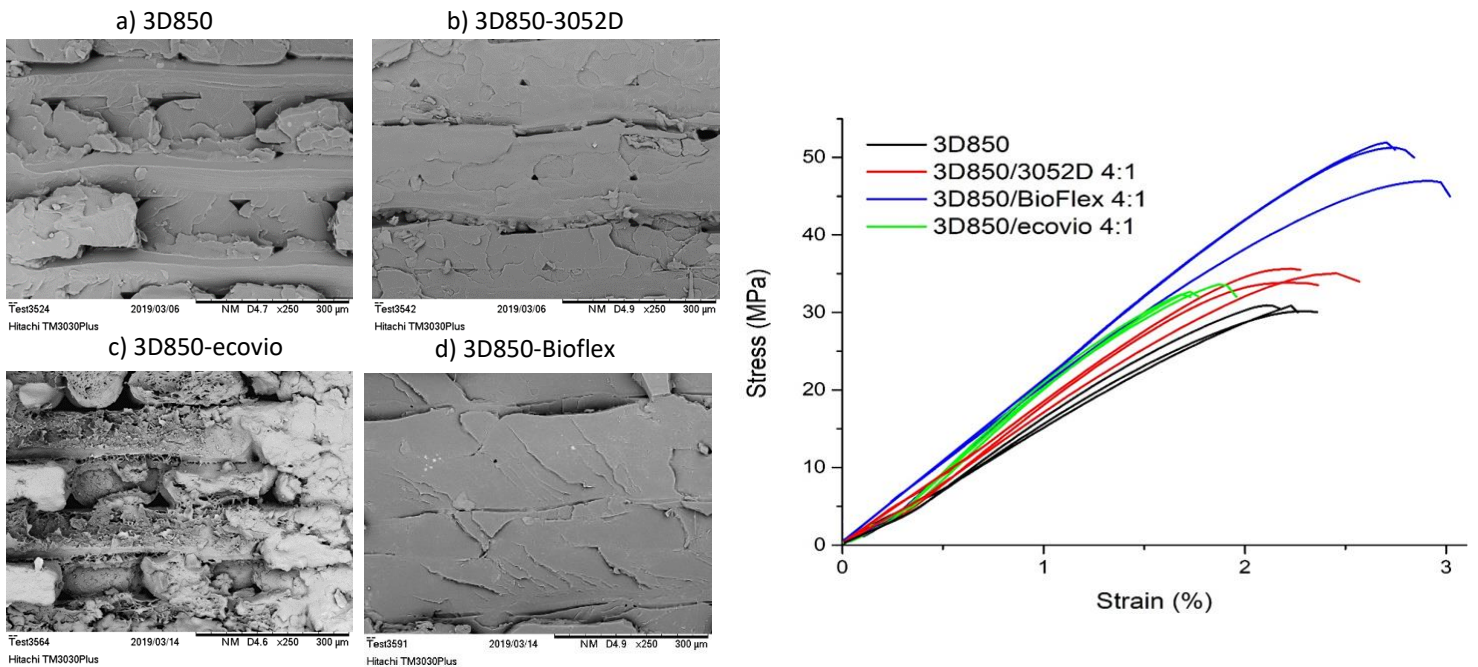 a) 3D850
b) 3D850-3052D
Test3524 2019/03/06 NM D4.7 x250 300 µm
Hitachi TM3030Plus
Test3542 2019/03/06 NM D4.9 x250 300 µm
Hitachi TM3030Plus
c) 3D850-ecovio
d) 3D850-Bioflex
Test3564 2019/03/14 NM D4.6 x250 300 µm
Hitachi TM3030Plus
Test3591 2019/03/14 NM D4.9 x250 300 µm
Hitachi TM3030Plus
3D850
3D850/3052D 4:1
3D850/BioFlex 4:1
3D850/ecovio 4:1
Stress (MPa)
50
40
30
20
10
0
0 1 2 3
Strain (%)